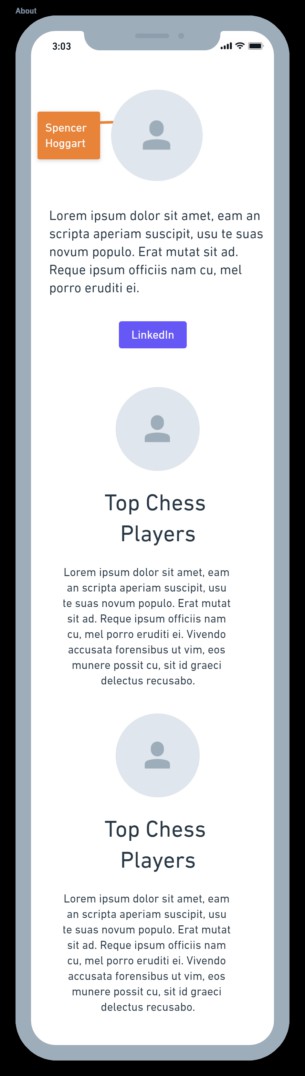 About
3:03
Spencer
Hoggart
Lorem ipsum dolor sit amet, eam an
scripta aperiam suscipit, usu te suas
novum populo. Erat mutat sit ad.
Reque ipsum officiis nam cu, mel
porro eruditi ei.
LinkedIn
Top Chess
Players
Lorem ipsum dolor sit amet, eam
an scripta aperiam suscipit, usu
te suas novum populo. Erat mutat
sit ad. Reque ipsum officiis nam
cu, mel porro eruditi ei. Vivendo
accusata forensibus ut vim, eos
munere possit cu, sit id graeci
delectus recusabo.
Top Chess
Players
Lorem ipsum dolor sit amet, eam
an scripta aperiam suscipit, usu
te suas novum populo. Erat mutat
sit ad. Reque ipsum officiis nam
cu, mel porro eruditi ei. Vivendo
accusata forensibus ut vim, eos
munere possit cu, sit id graeci
delectus recusabo.